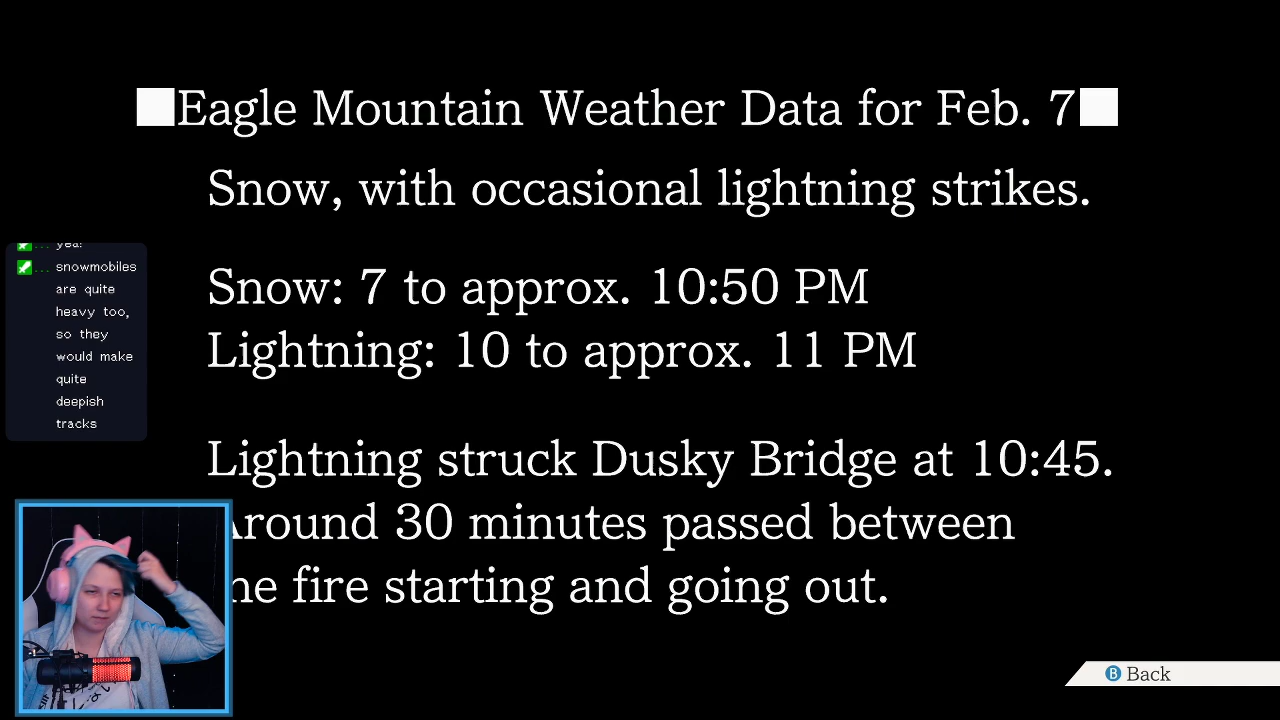 ■Eagle Mountain Weather Data for Feb. 7■
Snow, with occasional lightning strikes.
Snow: 7 to approx. 10:50 PM
Lightning: 10 to approx. 11 PM
Lightning struck Dusky Bridge at 10:45.
Around 30 minutes passed between
he fire starting and going out.
... yea!
... snowmobiles
are quite
heavy too,
so they
would make
quite
deepish
tracks
B Back